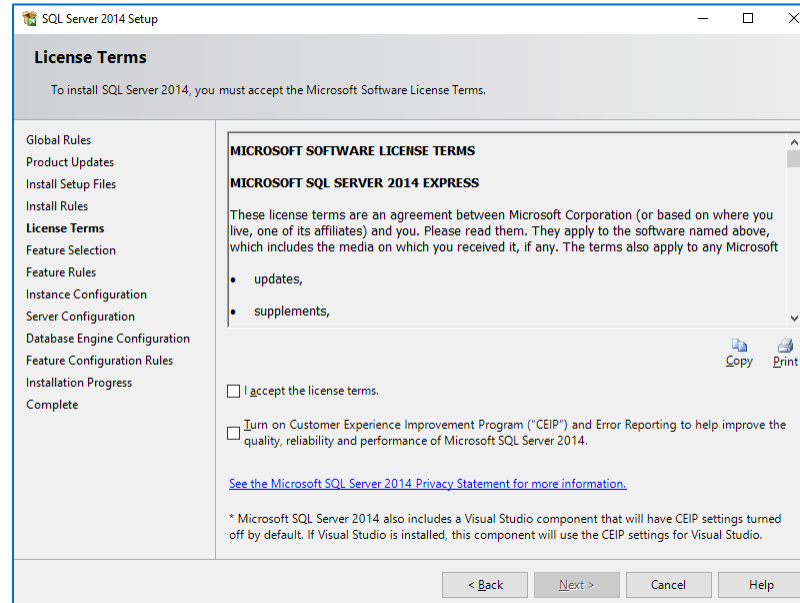 SQL Server 2014 Setup
License Terms
To install SQL Server 2014, you must accept the Microsoft Software License Terms.
Global Rules
Product Updates
Install Setup Files
Install Rules
License Terms
Feature Selection
Feature Rules
Instance Configuration
Server Configuration
Database Engine Configuration
Feature Configuration Rules
Installation Progress
Complete
MICROSOFT SOFTWARE LICENSE TERMS
MICROSOFT SQL SERVER 2014 EXPRESS
These license terms are an agreement between Microsoft Corporation (or based on where you
live, one of its affiliates) and you. Please read them. They apply to the software named above,
which includes the media on which you received it, if any. The terms also apply to any Microsoft
• updates,
• supplements,
Copy
Print
I accept the license terms.
Turn on Customer Experience Improvement Program ("CEIP") and Error Reporting to help improve the
quality, reliability and performance of Microsoft SQL Server 2014.
See the Microsoft SQL Server 2014 Privacy Statement for more information.
* Microsoft SQL Server 2014 also includes a Visual Studio component that will have CEIP settings turned
off by default. If Visual Studio is installed, this component will use the CEIP settings for Visual Studio.
< Back
Next >
Cancel
Help